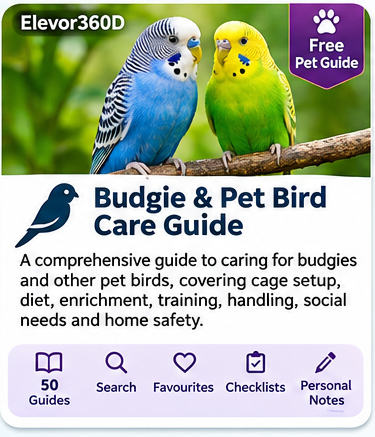 Elevor360D
Free
Pet Guide
Budgie & Pet Bird
Care Guide
A comprehensive guide to caring for budgies
and other pet birds, covering cage setup,
diet, enrichment, training, handling, social
needs and home safety.
50
Guides
Search
Favourites
Checklists
Personal
Notes